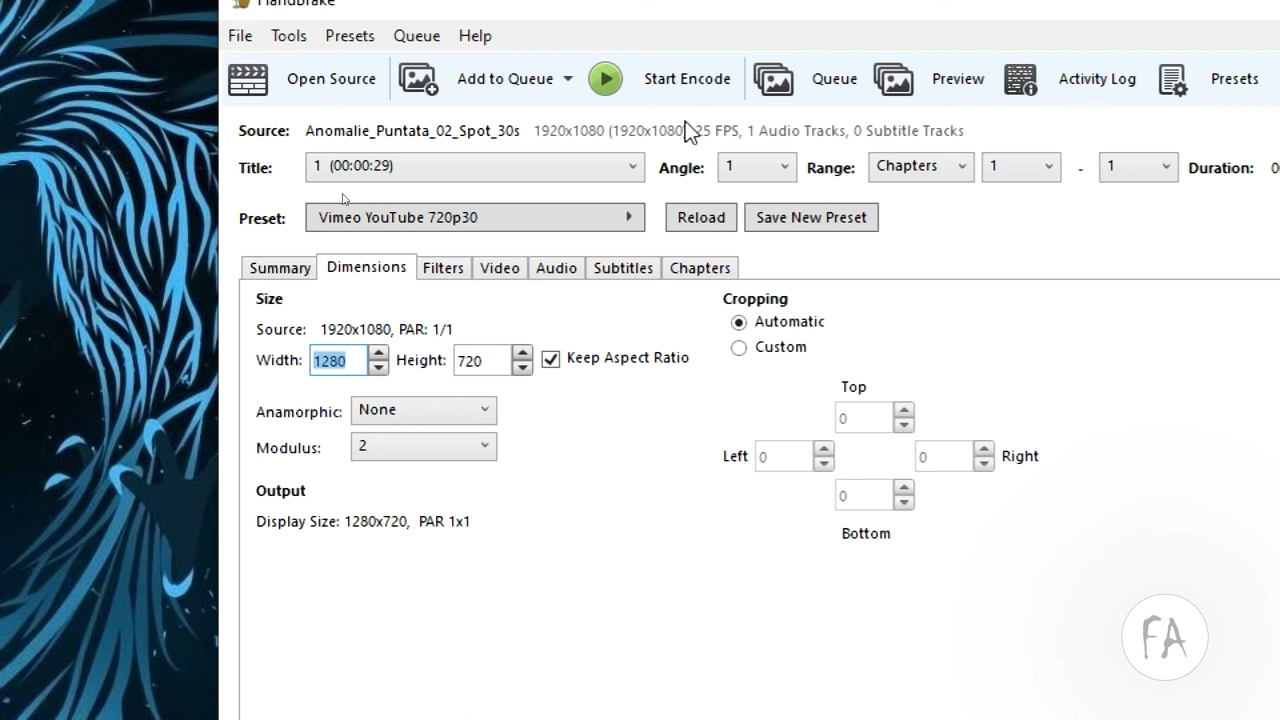 HandBrake
File Tools Presets Queue Help
Open Source Add to Queue Start Encode Queue Preview Activity Log Presets
Source: Anomalie_Puntata_02_Spot_30s 1920x1080 (1920x1080), 25 FPS, 1 Audio Tracks, 0 Subtitle Tracks
Title: 1 (00:00:29) Angle: 1 Range: Chapters 1 - 1 Duration:
Preset: Vimeo YouTube 720p30 Reload Save New Preset
Summary Dimensions Filters Video Audio Subtitles Chapters
Size
Source: 1920x1080, PAR: 1/1
Width: 1280 Height: 720 Keep Aspect Ratio
Anamorphic: None
Modulus: 2
Output
Display Size: 1280x720, PAR 1x1
Cropping
Automatic
Custom
Top
0
Left 0 0 Right
0
Bottom
FA